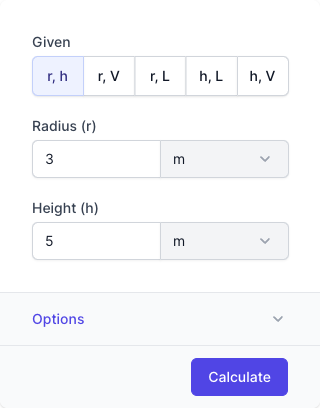 Given
r, h r, V r, L h, L h, V
Radius (r)
3 m
Height (h)
5 m
Options
Calculate